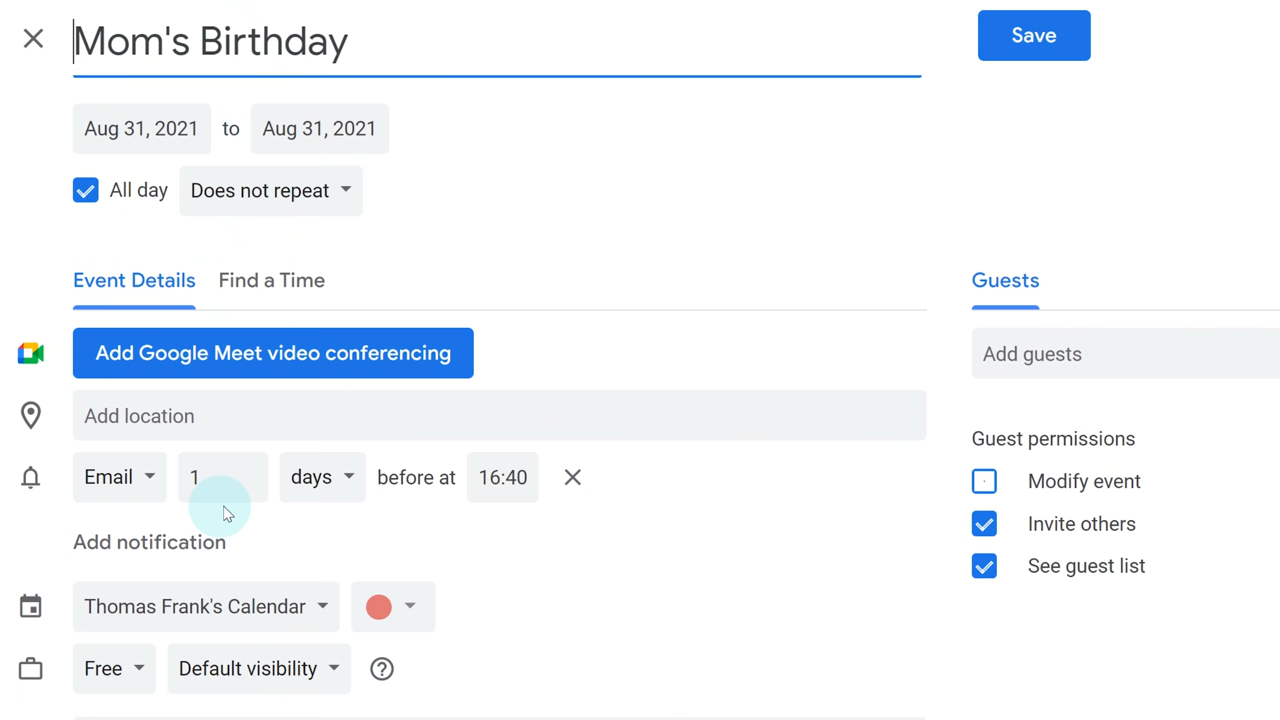 Mom's Birthday
Save
Aug 31, 2021 to Aug 31, 2021
All day Does not repeat
Event Details Find a Time
Guests
Add Google Meet video conferencing
Add guests
Add location
Guest permissions
Email 1 days before at 16:40
Modify event
Invite others
Add notification
See guest list
Thomas Frank's Calendar
Free Default visibility